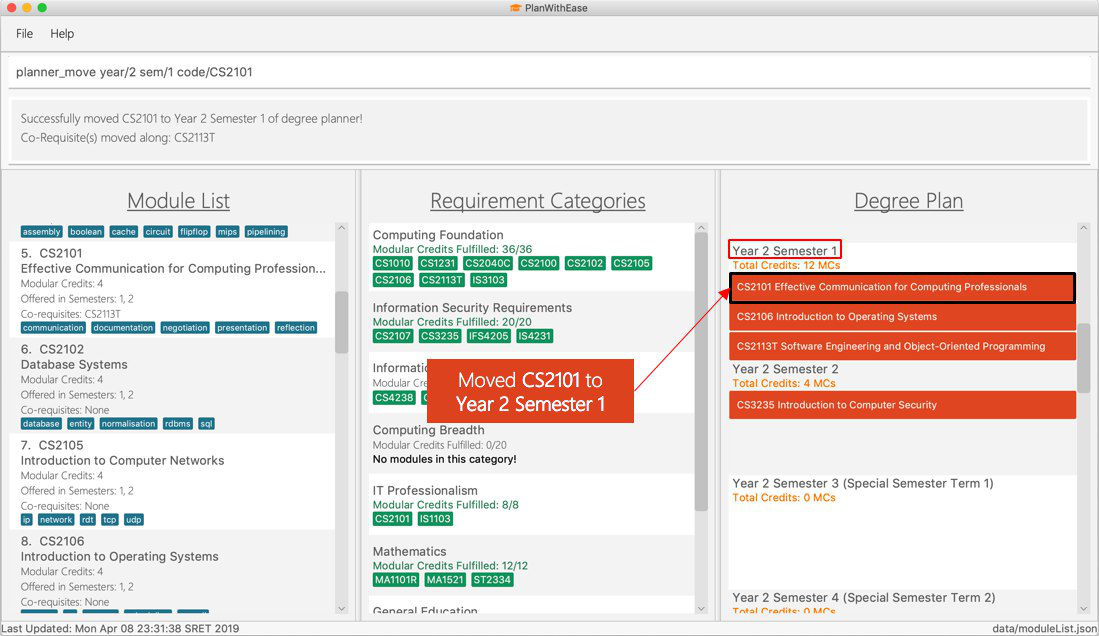 PlanWithEase
File Help
planner_move year/2 sem/1 code/CS2101
Successfully moved CS2101 to Year 2 Semester 1 of degree planner!
Co-Requisite(s) moved along: CS2113T
Module List
assembly boolean cache circuit flipflop mips pipelining
5. CS2101
Effective Communication for Computing Profession...
Modular Credits: 4
Offered in Semesters: 1, 2
Co-requisites: CS2113T
communication documentation negotiation presentation reflection
6. CS2102
Database Systems
Modular Credits: 4
Offered in Semesters: 1, 2
Co-requisites: None
database entity normalisation rdbms sql
7. CS2105
Introduction to Computer Networks
Modular Credits: 4
Offered in Semesters: 1, 2
Co-requisites: None
ip network rdt tcp udp
8. CS2106
Introduction to Operating Systems
Modular Credits: 4
Offered in Semesters: 1, 2
Co-requisites: None
Requirement Categories
Computing Foundation
Modular Credits Fulfilled: 36/36
CS1010 CS1231 CS2040C CS2100 CS2102 CS2105
CS2106 CS2113T IS3103
Information Security Requirements
Modular Credits Fulfilled: 20/20
CS2107 CS3235 IFS4205 IS4231
CS4238
Moved CS2101 to
Year 2 Semester 1
Computing Breadth
Modular Credits Fulfilled: 0/20
No modules in this category!
IT Professionalism
Modular Credits Fulfilled: 8/8
CS2101 IS1103
Mathematics
Modular Credits Fulfilled: 12/12
MA1101R MA1521 ST2334
General Education
Degree Plan
Year 2 Semester 1
Total Credits: 12 MCs
CS2101 Effective Communication for Computing Professionals
CS2106 Introduction to Operating Systems
CS2113T Software Engineering and Object-Oriented Programming
Year 2 Semester 2
Total Credits: 4 MCs
CS3235 Introduction to Computer Security
Year 2 Semester 3 (Special Semester Term 1)
Total Credits: 0 MCs
Year 2 Semester 4 (Special Semester Term 2)
Total Credits: 0 MCs
Last Updated: Mon Apr 08 23:31:38 SRET 2019
data/moduleList.json